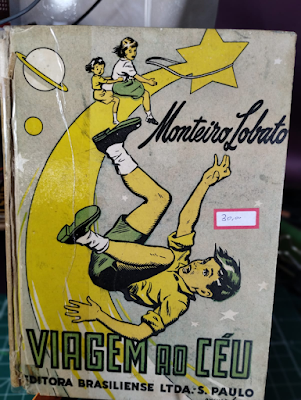 Monteiro Lobato
30,00
VIAGEM AO CÉU
EDITORA BRASILIENSE LTDA.-S. PAULO